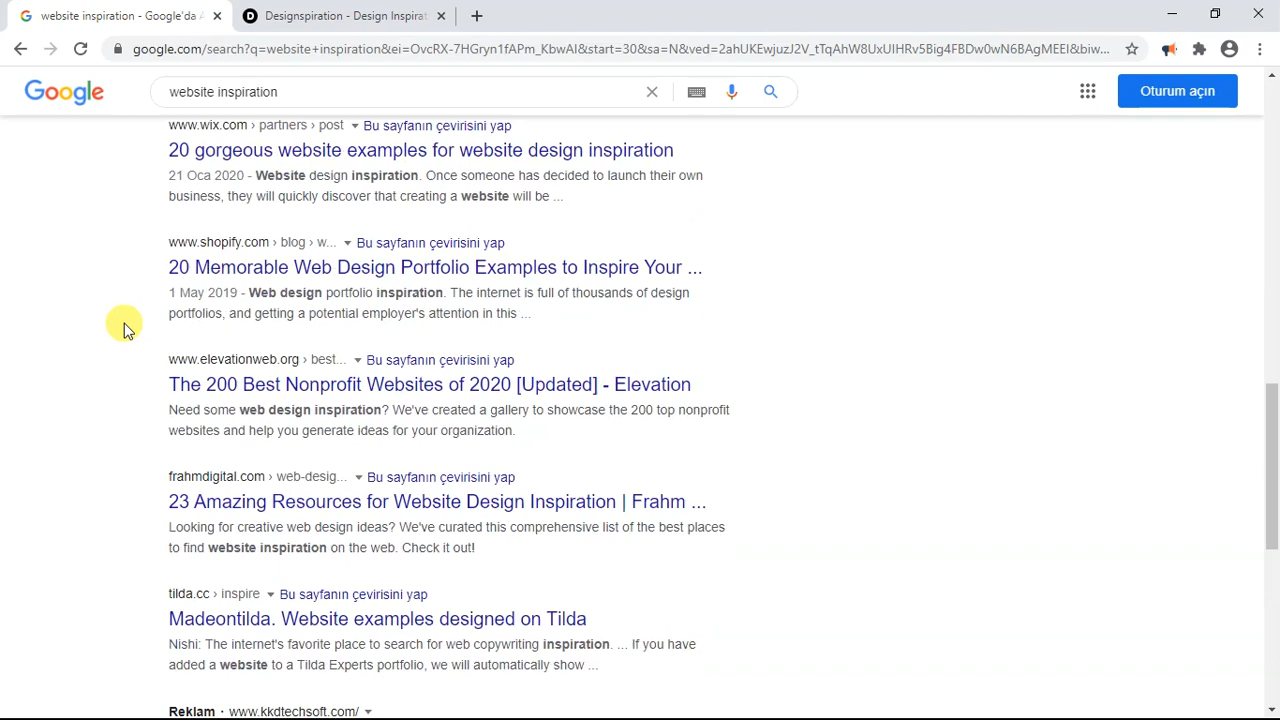 website inspiration - Google'da A
Designspiration - Design Inspirat
google.com/search?q=website+inspiration&ei=OvcRX-7HGryn1fAPm_KbwAI&start=30&sa=N&ved=2ahUKEwjuzJ2V_tTqAhW8UxUIHRv5Big4FBDw0wN6BAgMEEI&biw...
Google
website inspiration
Oturum açın
www.wix.com › partners › post Bu sayfanın çevirisini yap
20 gorgeous website examples for website design inspiration
21 Oca 2020 - Website design inspiration. Once someone has decided to launch their own
business, they will quickly discover that creating a website will be ...
www.shopify.com › blog › w... Bu sayfanın çevirisini yap
20 Memorable Web Design Portfolio Examples to Inspire Your ...
1 May 2019 - Web design portfolio inspiration. The internet is full of thousands of design
portfolios, and getting a potential employer's attention in this ...
www.elevationweb.org › best... Bu sayfanın çevirisini yap
The 200 Best Nonprofit Websites of 2020 [Updated] - Elevation
Need some web design inspiration? We've created a gallery to showcase the 200 top nonprofit
websites and help you generate ideas for your organization.
frahmdigital.com › web-desig... Bu sayfanın çevirisini yap
23 Amazing Resources for Website Design Inspiration | Frahm ...
Looking for creative web design ideas? We've curated this comprehensive list of the best places
to find website inspiration on the web. Check it out!
tilda.cc › inspire Bu sayfanın çevirisini yap
Madeontilda. Website examples designed on Tilda
Nishi: The internet's favorite place to search for web copywriting inspiration. ... If you have
added a website to a Tilda Experts portfolio, we will automatically show ...
Reklam · www.kkdtechsoft.com/